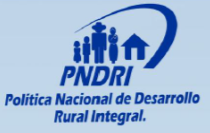 PNDRI
Política Nacional de Desarrollo
Rural Integral.